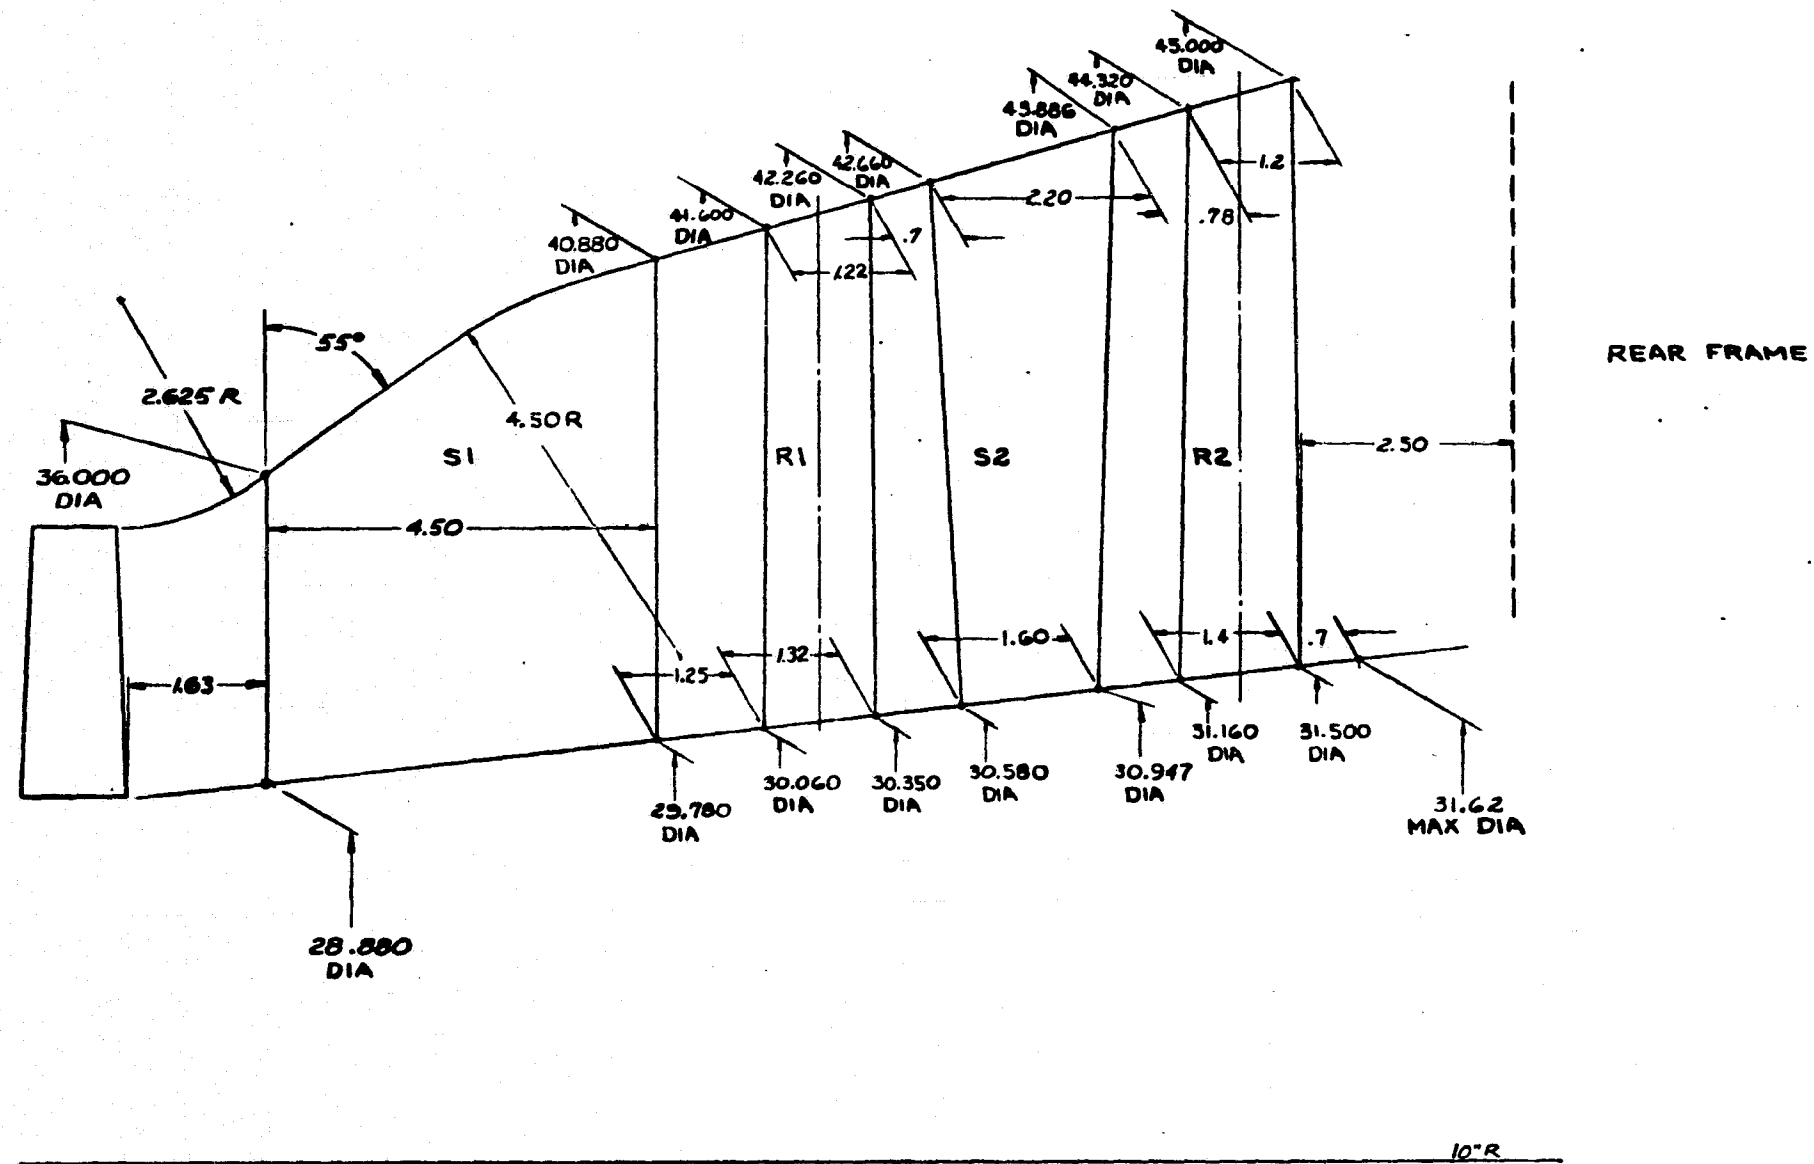 45.000
DIA
44.320
DIA
43.886
DIA
42.660
DIA
42.260
DIA
41.600
DIA
40.880
DIA
1.2
2.20
.78
.7
1.22
55°
2.625 R
36.000
DIA
4.50 R
S1
R1
S2
R2
2.50
REAR FRAME
4.50
1.63
1.25
1.32
1.60
1.4
.7
28.880
DIA
29.780
DIA
30.060
DIA
30.350
DIA
30.580
DIA
30.947
DIA
31.160
DIA
31.500
DIA
31.62
MAX DIA
10"R